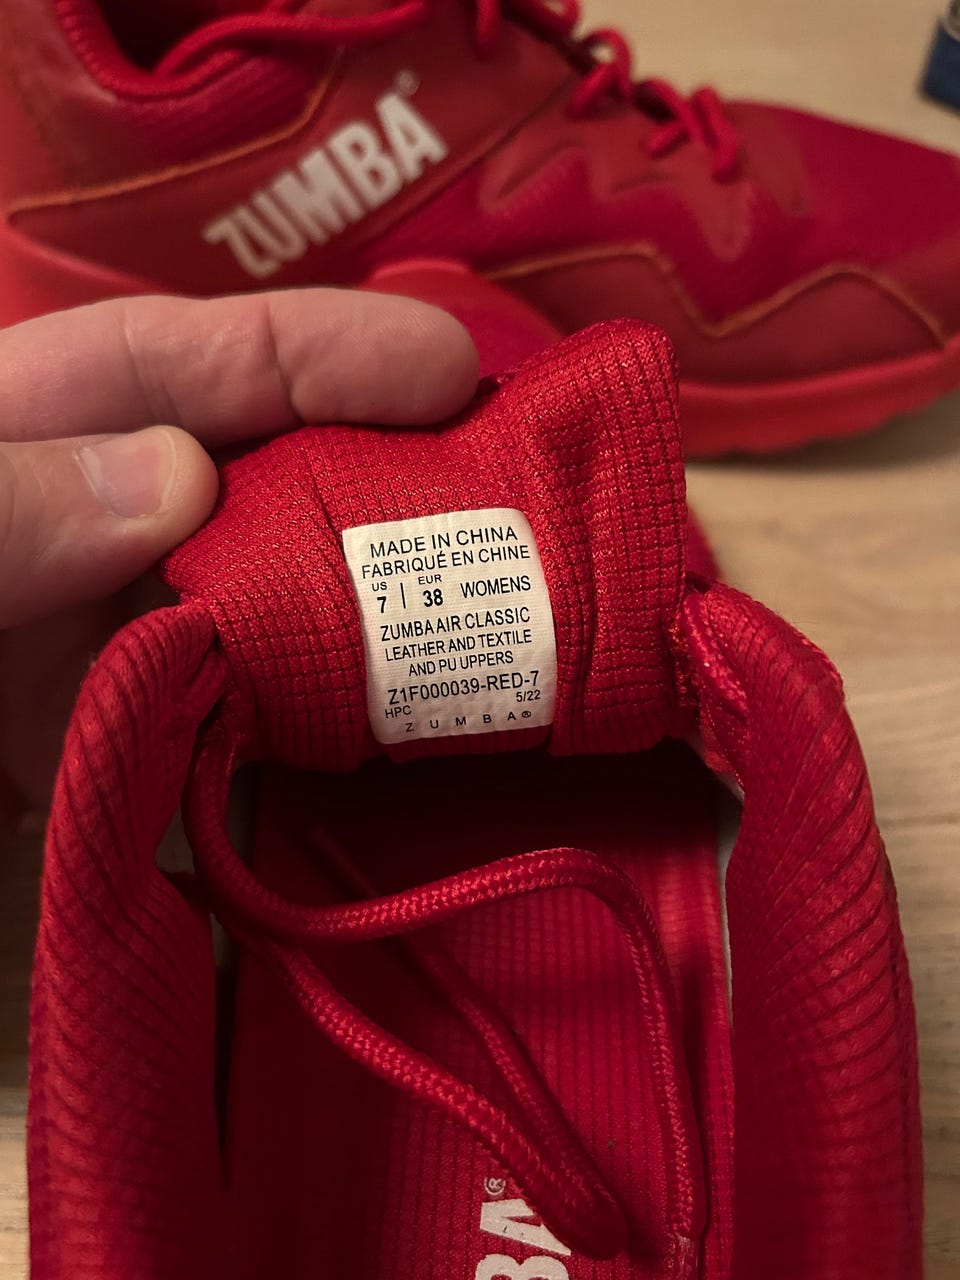 ZUMBA®
MADE IN CHINA
FABRIQUÉ EN CHINE
US 7 | EUR 38 WOMENS
ZUMBA AIR CLASSIC
LEATHER AND TEXTILE
AND PU UPPERS
Z1F000039-RED-7
HPC 5/22
ZUMBA®
BA®